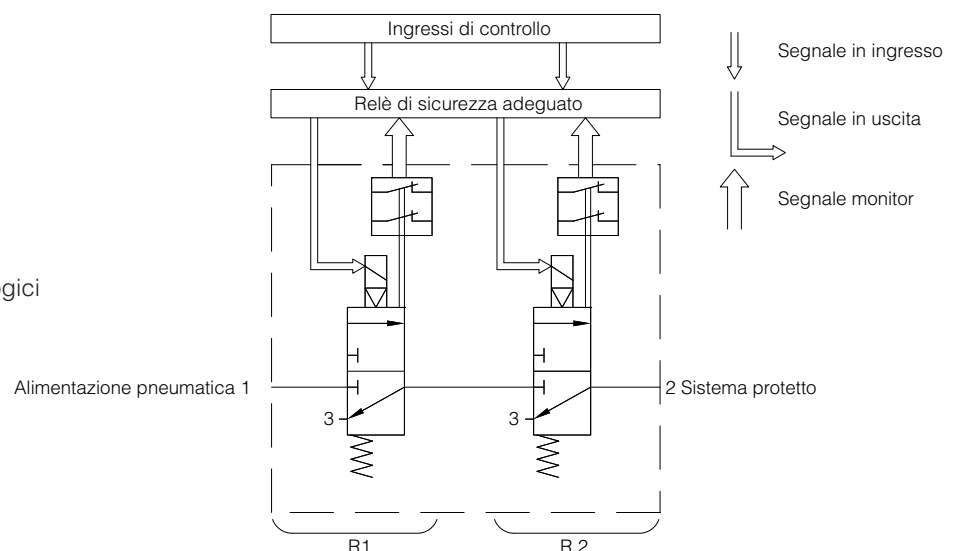 Ingressi di controllo
Segnale in ingresso
Relè di sicurezza adeguato
Segnale in uscita
Segnale monitor
Alimentazione pneumatica 1
2 Sistema protetto
3
3
R1
R 2